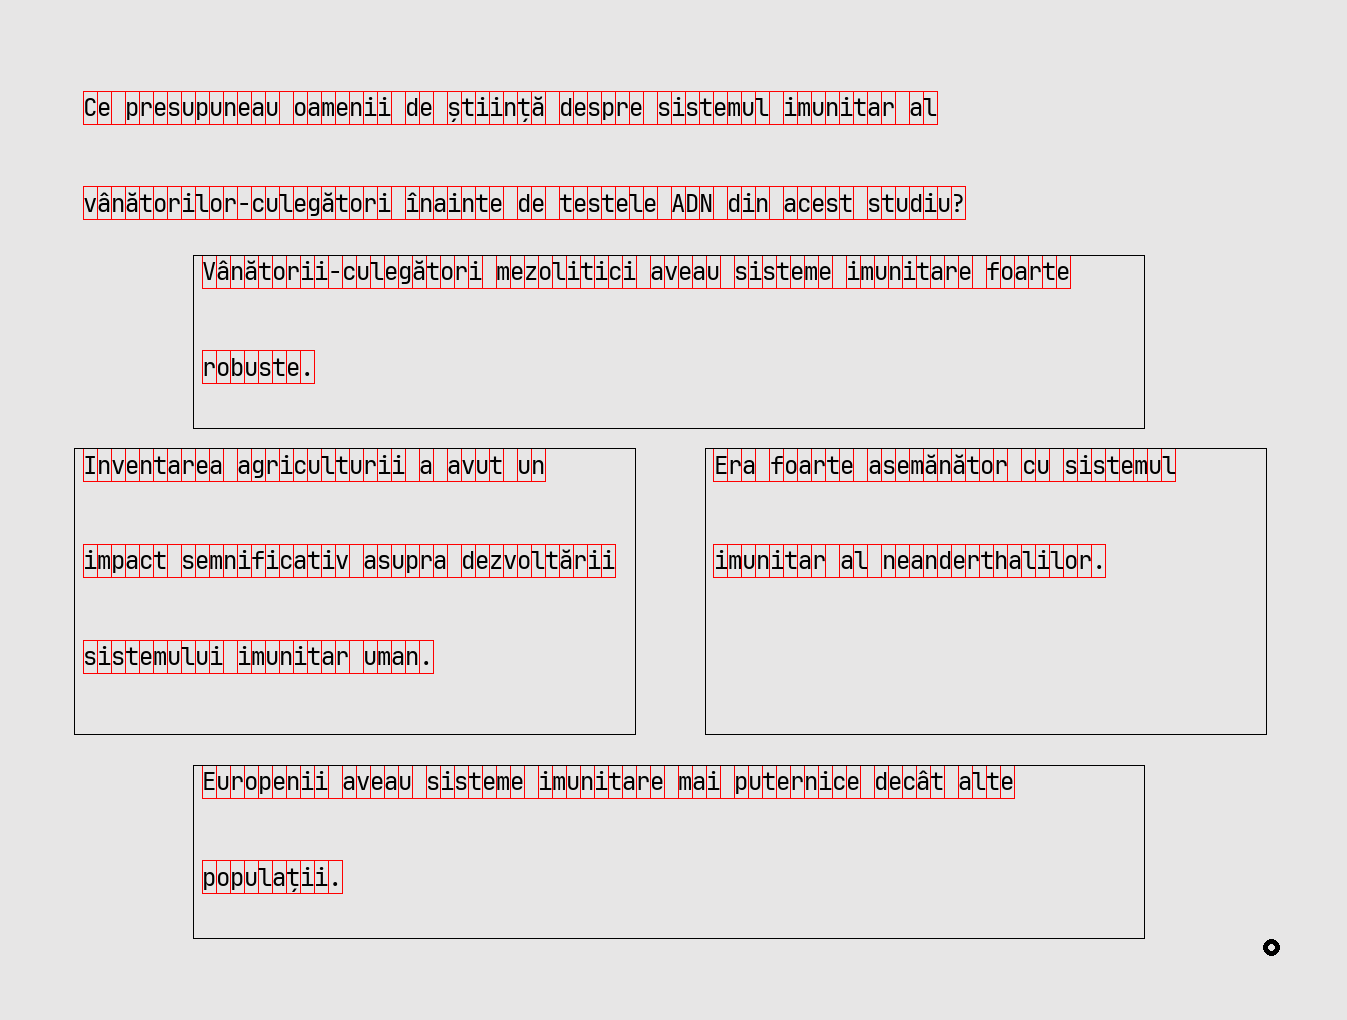 Ce presupuneau oamenii de știință despre sistemul imunitar al
vânătorilor-culegători înainte de testele ADN din acest studiu?
Vânătorii-culegători mezolitici aveau sisteme imunitare foarte
robuste.
Inventarea agriculturii a avut un
impact semnificativ asupra dezvoltării
sistemului imunitar uman.
Era foarte asemănător cu sistemul
imunitar al neanderthalilor.
Europenii aveau sisteme imunitare mai puternice decât alte
populații.